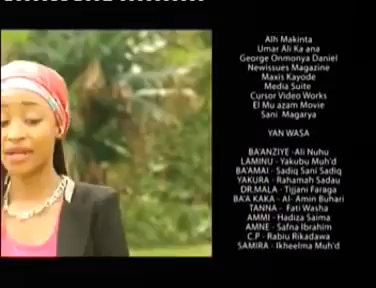 Alh Makinta
Umar Ali Ka ana
George Onmonya Daniel
Newissues Magazine
Maxis Kayode
Media Suite
Cursor Video Works
El Mu azam Movie
Sani Magarya
YAN WASA
BA'ANZIYE -Ali Nuhu
LAMINU - Yakubu Muh'd
BA'AMAI - Sadiq Sani Sadiq
YAKURA - Rahamah Sadau
DR.MALA - Tijjani Faraga
BA'A KAKA - Al- Amin Buhari
TANNA - Fati Washa
AMMI - Hadiza Saima
AMNE - Safna Ibrahim
C.P - Rabiu Rikadawa
SAMIRA - Ikheelma Muh'd